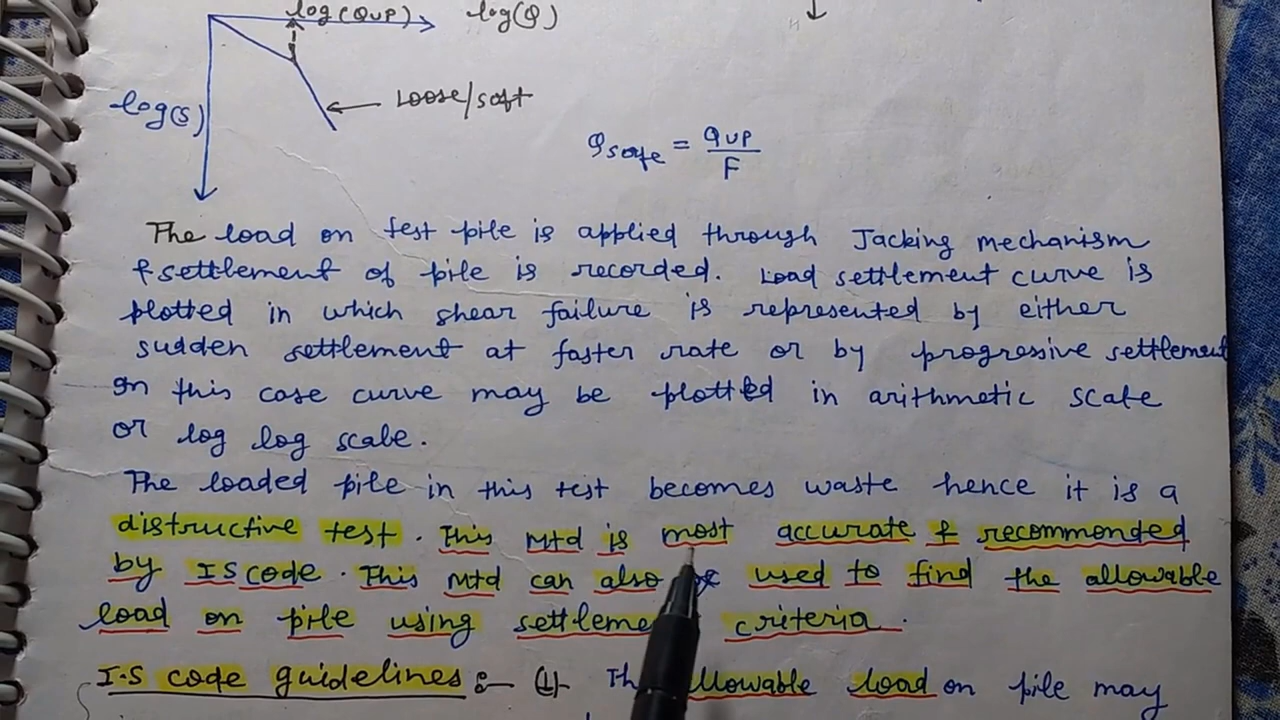 log(Qup) log(Q)
log(s)
Loose/soft
Qsafe = Qup / F
The load on test pile is applied through Jacking mechanism
& settlement of pile is recorded. Load settlement curve is
plotted in which shear failure is represented by either
sudden settlement at faster rate or by progressive settlement
In this case curve may be plotted in arithmetic scale
or log log scale.
The loaded pile in this test becomes waste hence it is a
distructive test. This Mtd is most accurate & recommonded
by IS code. This Mtd can also used to find the allowable
load on pile using criteria.
I.S code guidelines :- (1)- allowable load on pile may